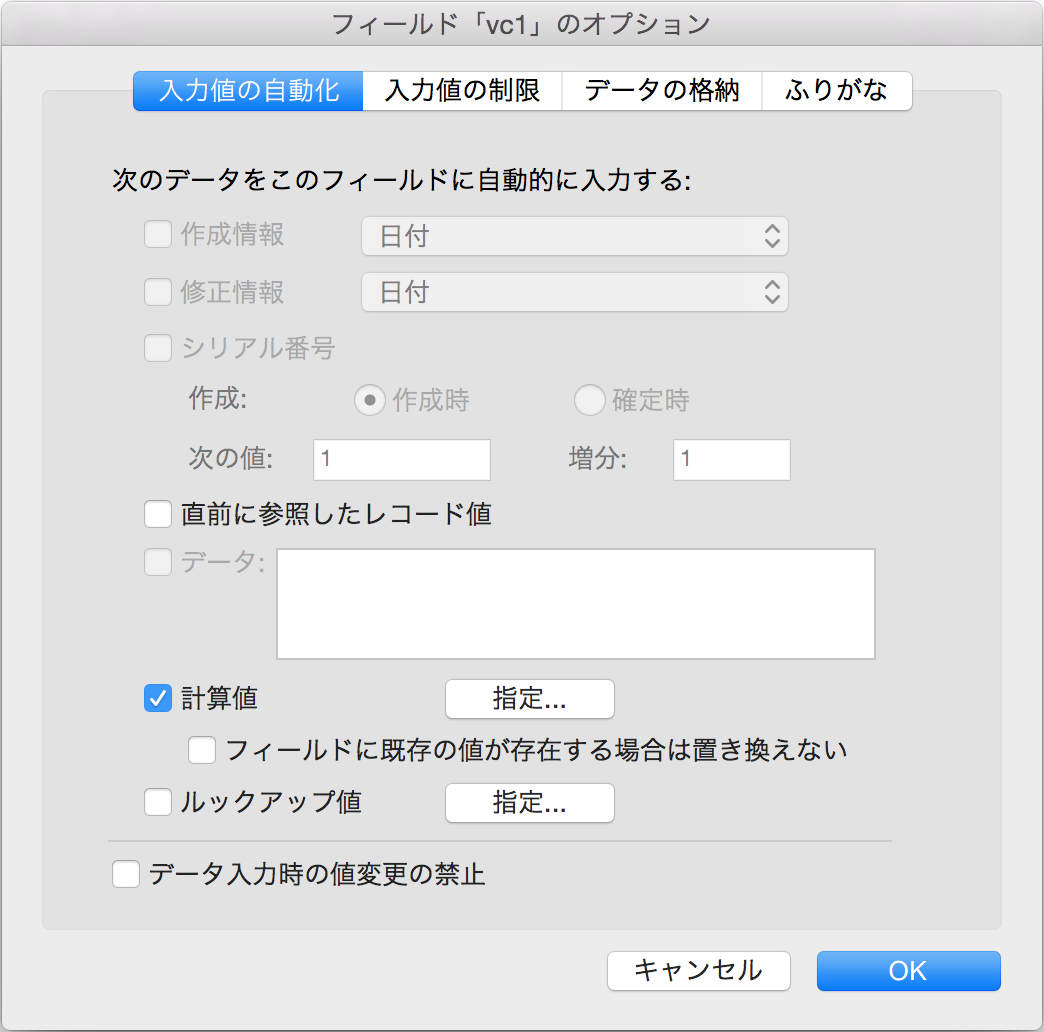 フィールド「vc1」のオプション
入力値の自動化 入力値の制限 データの格納 ふりがな
次のデータをこのフィールドに自動的に入力する:
作成情報 日付
修正情報 日付
シリアル番号
作成: 作成時 確定時
次の値: 1 増分: 1
直前に参照したレコード値
データ:
計算値 指定...
フィールドに既存の値が存在する場合は置き換えない
ルックアップ値 指定...
データ入力時の値変更の禁止
キャンセル OK